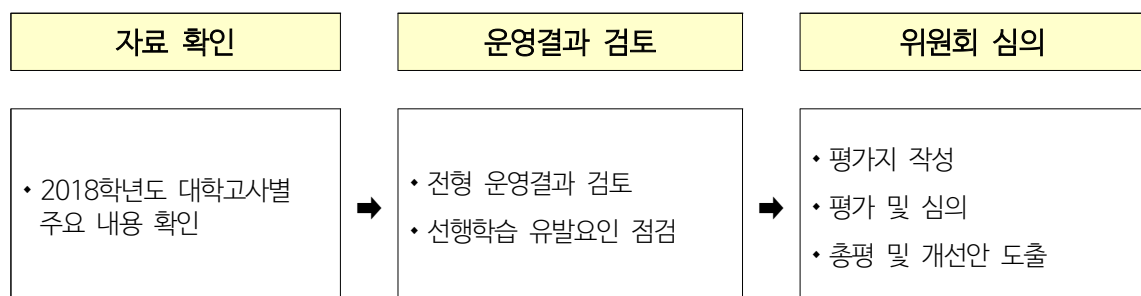 자료 확인
운영결과 검토
위원회 심의
• 2018학년도 대학고사별
주요 내용 확인
➡
• 전형 운영결과 검토
• 선행학습 유발요인 점검
➡
• 평가지 작성
• 평가 및 심의
• 총평 및 개선안 도출